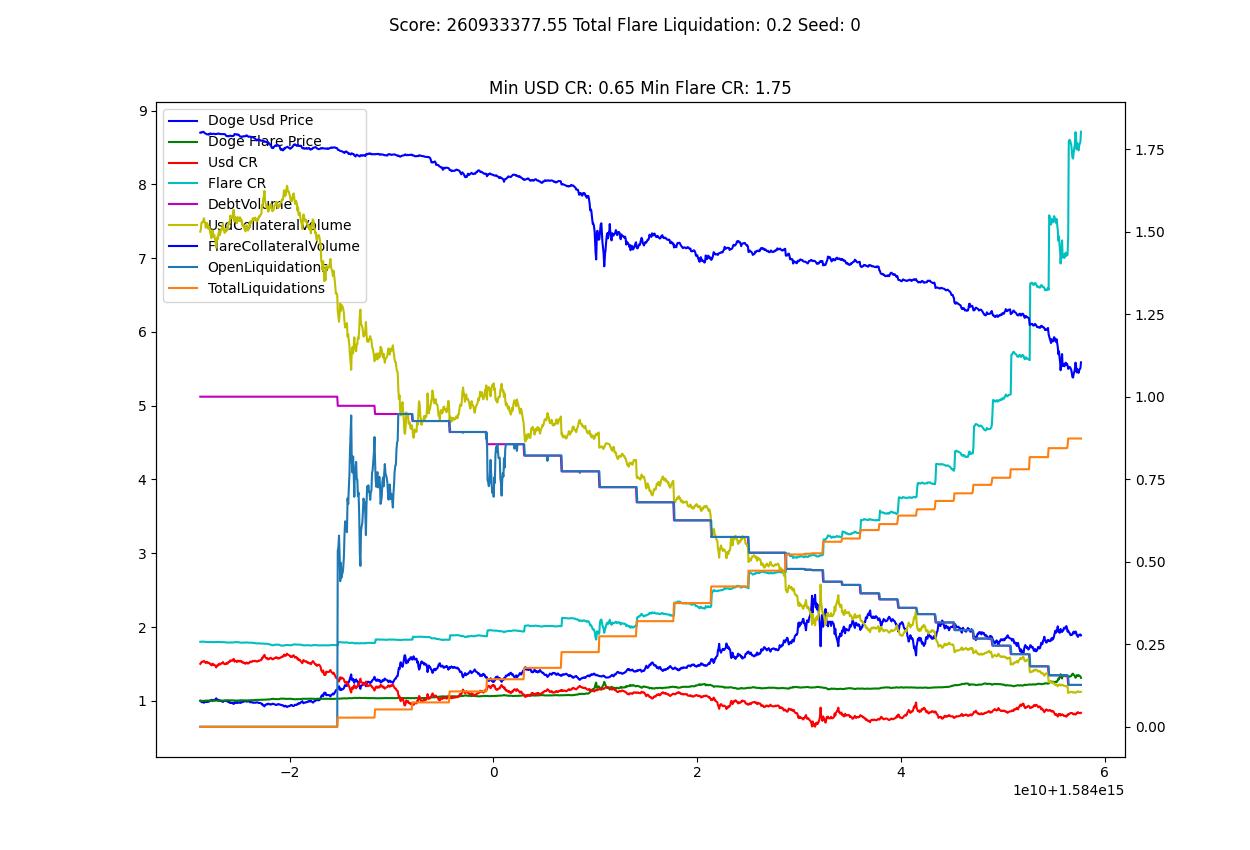 Score: 260933377.55 Total Flare Liquidation: 0.2 Seed: 0
Min USD CR: 0.65 Min Flare CR: 1.75
Doge Usd Price
Doge Flare Price
Usd CR
Flare CR
DebtVolume
UsdCollateralVolume
FlareCollateralVolume
OpenLiquidations
TotalLiquidations
9
8
7
6
5
4
3
2
1
1.75
1.50
1.25
1.00
0.75
0.50
0.25
0.00
−2
0
2
4
6
1e10+1.584e15